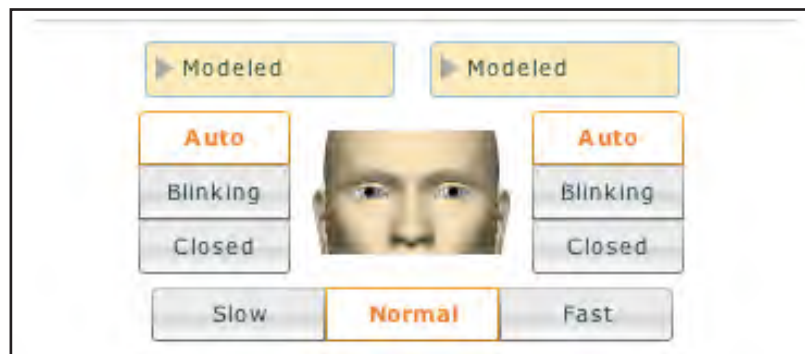 Modeled Modeled
Auto Auto
Blinking Blinking
Closed Closed
Slow Normal Fast